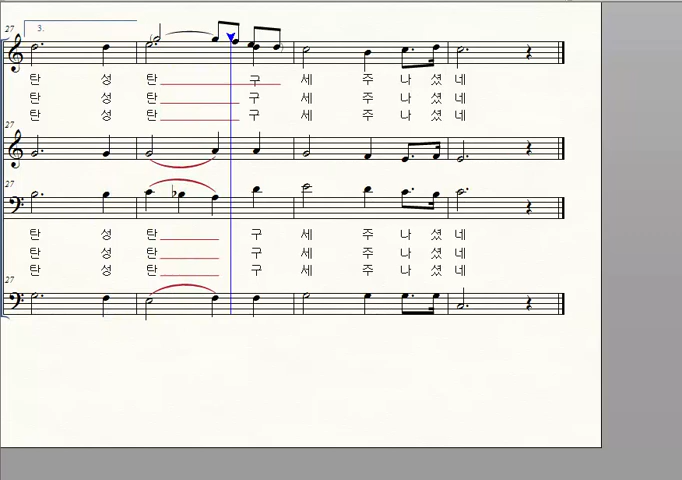 27 3.
탄 성 탄 구 세 주 나 셨 네
탄 성 탄 구 세 주 나 셨 네
탄 성 탄 구 세 주 나 셨 네
27
27
탄 성 탄 구 세 주 나 셨 네
탄 성 탄 구 세 주 나 셨 네
탄 성 탄 구 세 주 나 셨 네
27